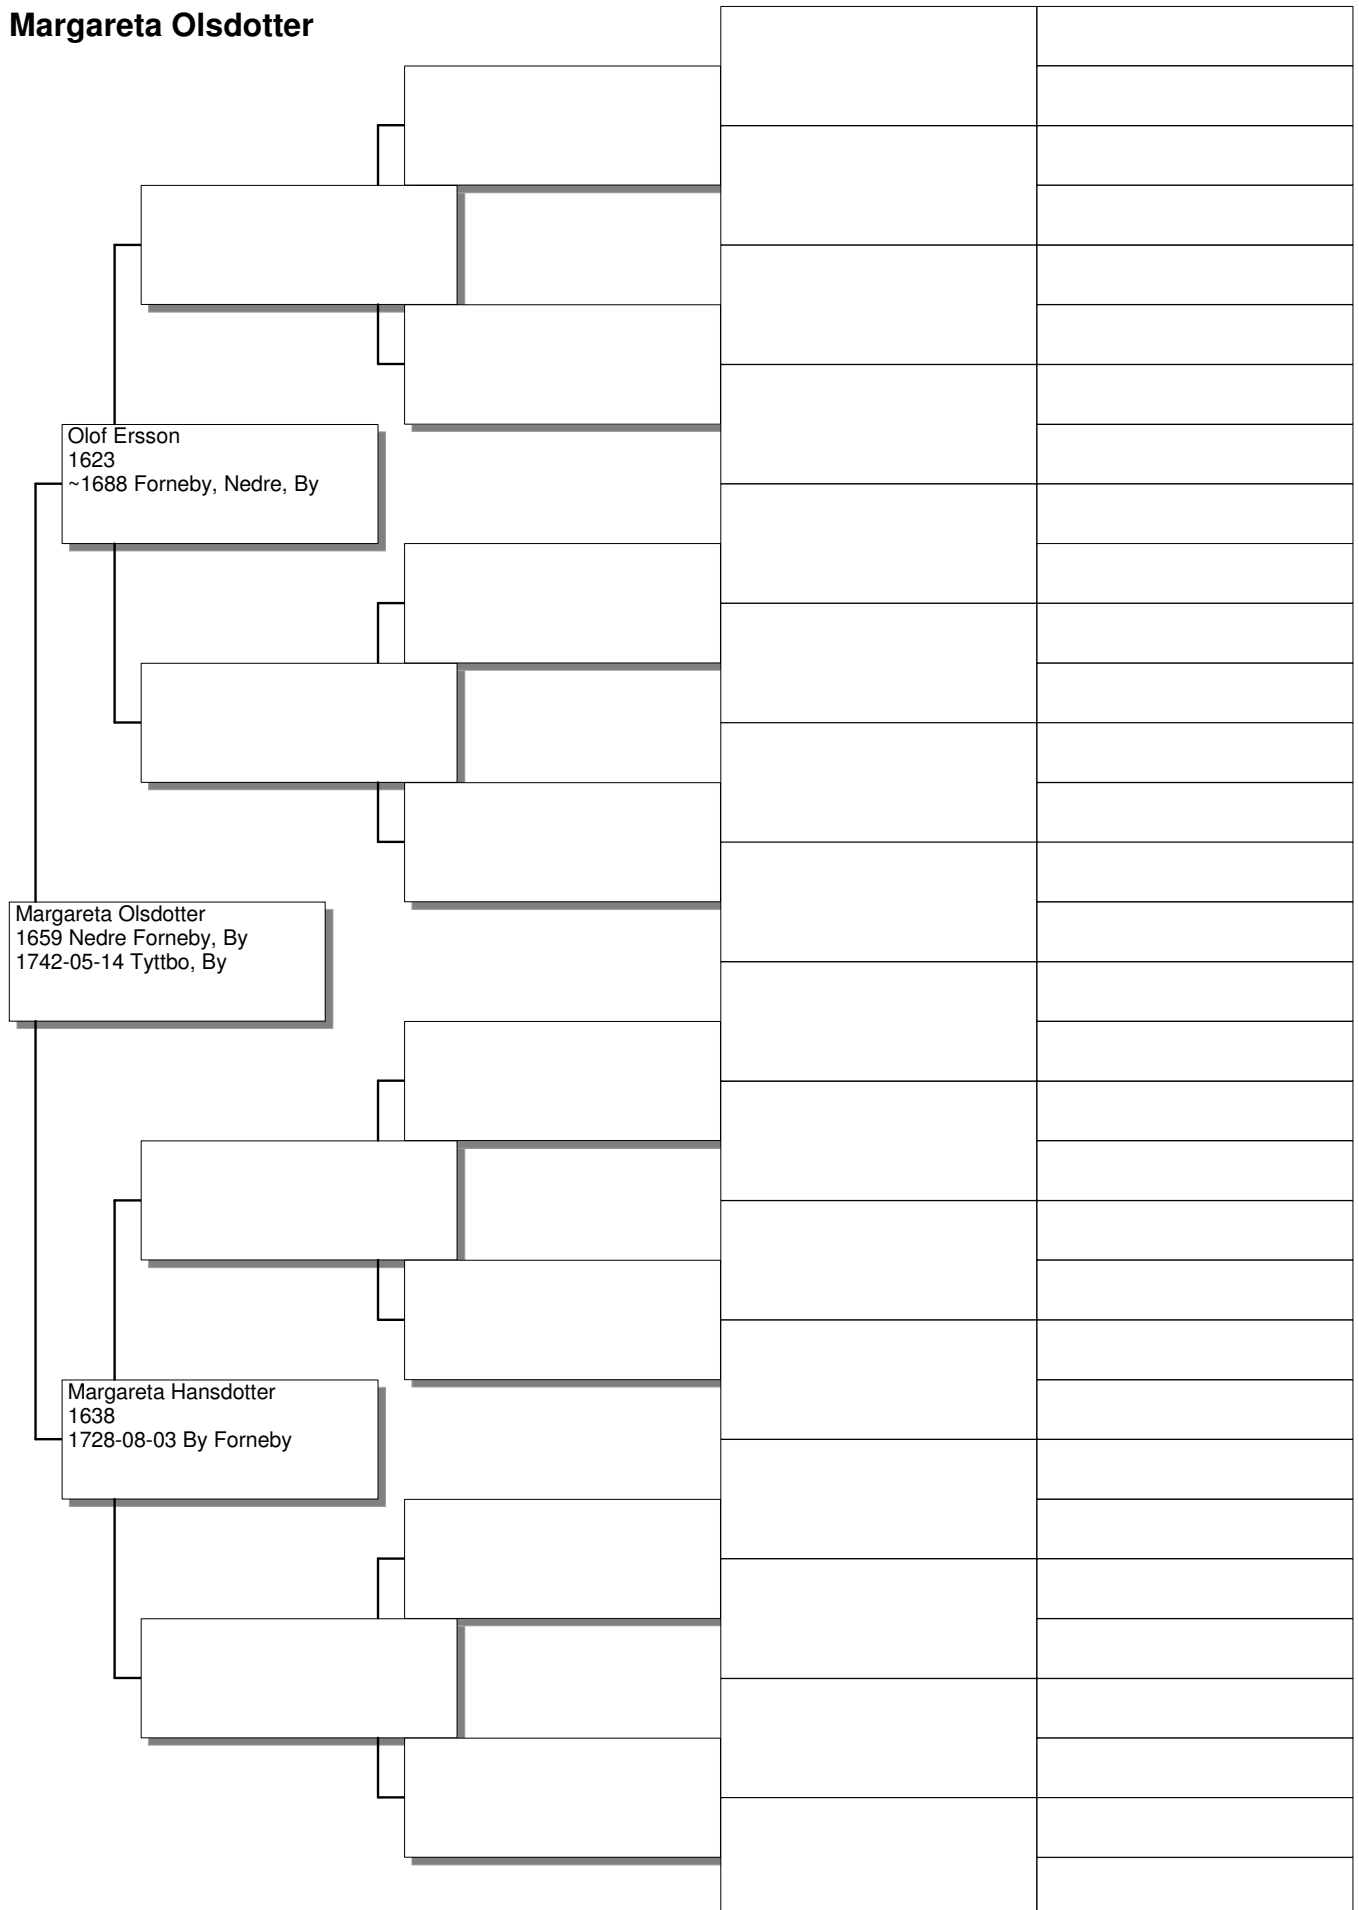 Margareta Olsdotter
Olof Ersson
1623
~1688 Forneby, Nedre, By
Margareta Olsdotter
1659 Nedre Forneby, By
1742-05-14 Tyttbo, By
Margareta Hansdotter
1638
1728-08-03 By Forneby